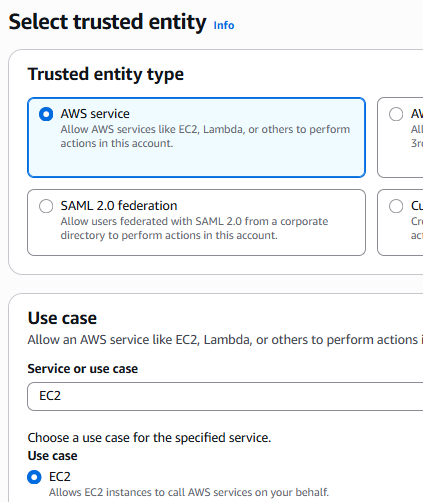 Select trusted entity Info
Trusted entity type
AWS service
Allow AWS services like EC2, Lambda, or others to perform
actions in this account.
SAML 2.0 federation
Allow users federated with SAML 2.0 from a corporate
directory to perform actions in this account.
Use case
Allow an AWS service like EC2, Lambda, or others to perform actions
Service or use case
EC2
Choose a use case for the specified service.
Use case
EC2
Allows EC2 instances to call AWS services on your behalf.